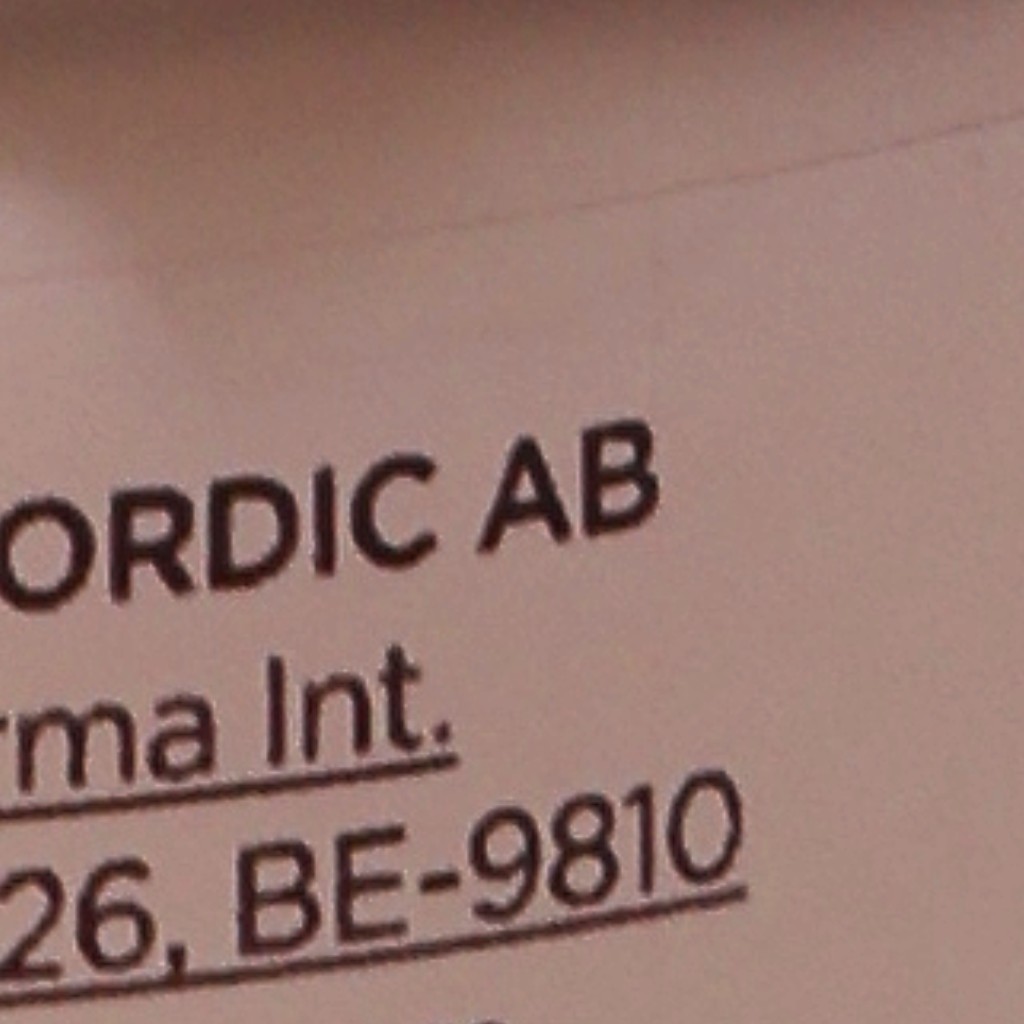 ORDIC AB
rma Int.
26, BE-9810